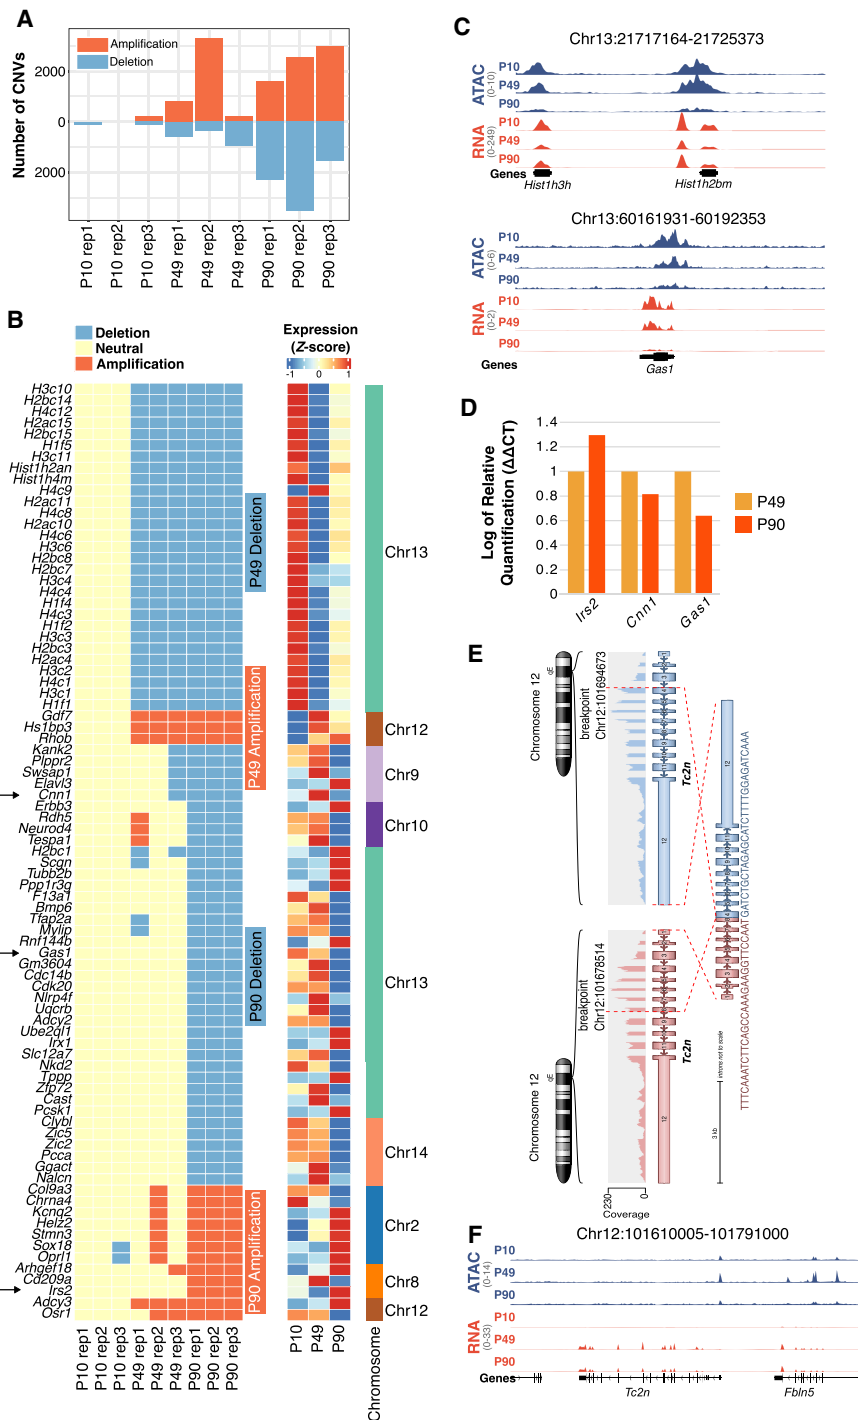 A
Number of CNVs
Amplification
Deletion
2000
0
2000
P10 rep1
P10 rep2
P10 rep3
P49 rep1
P49 rep2
P49 rep3
P90 rep1
P90 rep2
P90 rep3
B
Deletion
Neutral
Amplification
Expression
(Z-score)
-1
1
H3c10
H2bc14
H4c12
H2ac15
H2bc15
H1f5
H3c11
Hist1h2an
Hist1h4m
H4c9
H2ac11
H4c8
H2ac10
H4c6
H3c6
H2bc8
H2bc7
H3c4
H4c4
H1f4
H4c3
H1f2
H3c3
H2bc3
H2ac4
H3c2
H4c1
H3c1
H1f1
Gdf7
Hs1bp3
Rhob
Kank2
Plppr2
Swsap1
Elavl3
Cnn1
Erbb3
Rdh5
Neurod4
Tespa1
H2bc1
Scgn
Tubb2b
Ppp1r3g
F13a1
Bmp6
Tfap2a
Mylip
Rnf144b
Gas1
Gm3604
Cdc14b
Cdk20
Nlrp4f
Uqcrb
Adcy2
Ube2ql1
Irx1
Slc12a7
Nkd2
Tppp
Zfp72
Cast
Pcsk1
Clybl
Zic5
Zic2
Pcca
Ggact
Nalcn
Col9a3
Chrna4
Kcnq2
Helz2
Stmn3
Sox18
Oprl1
Arhgef18
Cd209a
Irs2
Adcy3
Osr1
P49 Deletion
P49 Amplification
P90 Deletion
P90 Amplification
Chr13
Chr12
Chr9
Chr10
Chr13
Chr14
Chr2
Chr8
Chr12
P10 rep1
P10 rep2
P10 rep3
P49 rep1
P49 rep2
P49 rep3
P90 rep1
P90 rep2
P90 rep3
P10
P49
P90
Chromosome
C
Chr13:21717164-21725373
ATAC
(0-10)
P10
P49
P90
RNA
(0-249)
P10
P49
P90
Genes
Hist1h3h
Hist1h2bm
Chr13:60161931-60192353
ATAC
(0-6)
P10
P49
P90
RNA
(0-2)
P10
P49
P90
Genes
Gas1
D
Log of Relative
Quantification (ΔΔCT)
1.4
1.2
1
0.8
0.6
0.4
0.2
0
Irs2
Cnn1
Gas1
P49
P90
E
Chromosome 12
qE
breakpoint
Chr12:101694673
Tc2n
12
12
Chromosome 12
qE
breakpoint
Chr12:101678514
Tc2n
12
Coverage
230
0
introns not to scale
3 kb
TTTCAAATCTTCAGCCAAAGAAGGTTCCAAT GATCTGCTAGAGCATCTTTTGGAGATCAAA
F
Chr12:101610005-101791000
ATAC
(0-14)
P10
P49
P90
RNA
(0-33)
P10
P49
P90
Genes
Tc2n
Fbln5